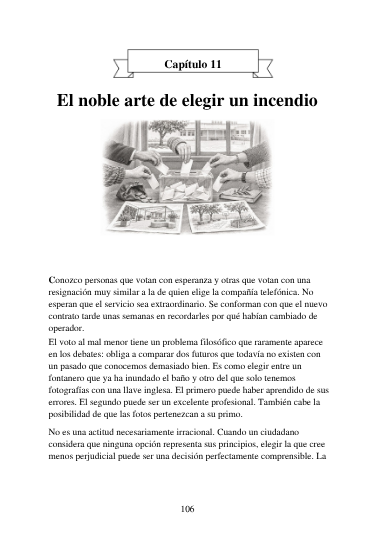 Capítulo 11
El noble arte de elegir un incendio
Conozco personas que votan con esperanza y otras que votan con una
resignación muy similar a la de quien elige la compañía telefónica. No
esperan que el servicio sea extraordinario. Se conforman con que el nuevo
contrato tarde unas semanas en recordarles por qué habían cambiado de
operador.
El voto al mal menor tiene un problema filosófico que raramente aparece
en los debates: obliga a comparar dos futuros que todavía no existen con
un pasado que conocemos demasiado bien. Es como elegir entre un
fontanero que ya ha inundado el baño y otro del que solo tenemos
fotografías con una llave inglesa. El primero puede haber aprendido de sus
errores. El segundo puede ser un excelente profesional. También cabe la
posibilidad de que las fotos pertenezcan a su primo.
No es una actitud necesariamente irracional. Cuando un ciudadano
considera que ninguna opción representa sus principios, elegir la que cree
menos perjudicial puede ser una decisión perfectamente comprensible. La
106